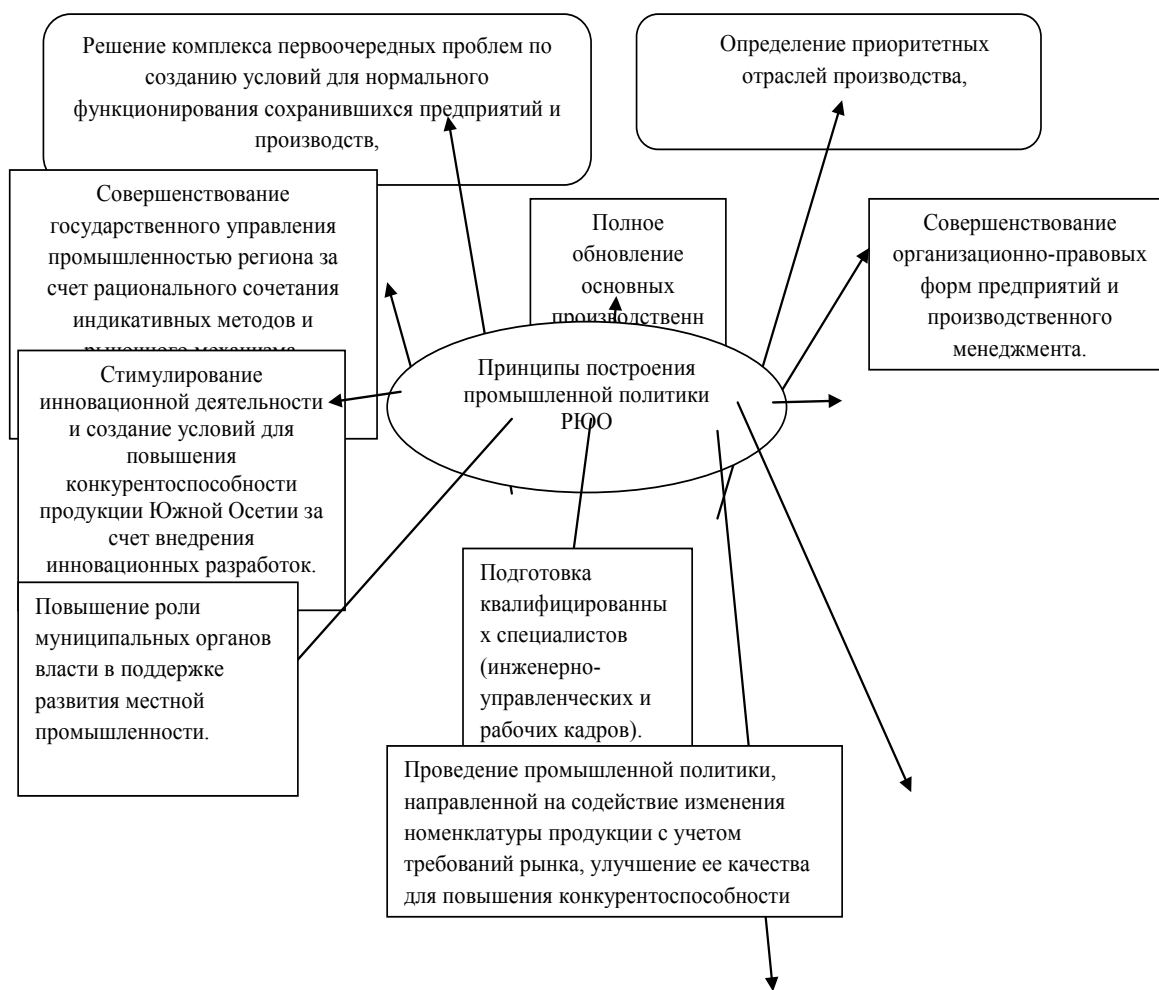 Решение комплекса первоочередных проблем по
созданию условий для нормального
функционирования сохранившихся предприятий и
производств,
Определение приоритетных
отраслей производства,
Совершенствование
государственного управления
промышленностью региона за
счет рационального сочетания
индикативных методов и
рыночного механизма
Полное
обновление
основных
производственн
Совершенствование
организационно-правовых
форм предприятий и
производственного
менеджмента.
Принципы построения
промышленной политики
РЮО
Стимулирование
инновационной деятельности
и создание условий для
повышения
конкурентоспособности
продукции Южной Осетии за
счет внедрения
инновационных разработок.
Повышение роли
муниципальных органов
власти в поддержке
развития местной
промышленности.
Подготовка
квалифицированны
х специалистов
(инженерно-
управленческих и
рабочих кадров).
Проведение промышленной политики,
направленной на содействие изменения
номенклатуры продукции с учетом
требований рынка, улучшение ее качества
для повышения конкурентоспособности